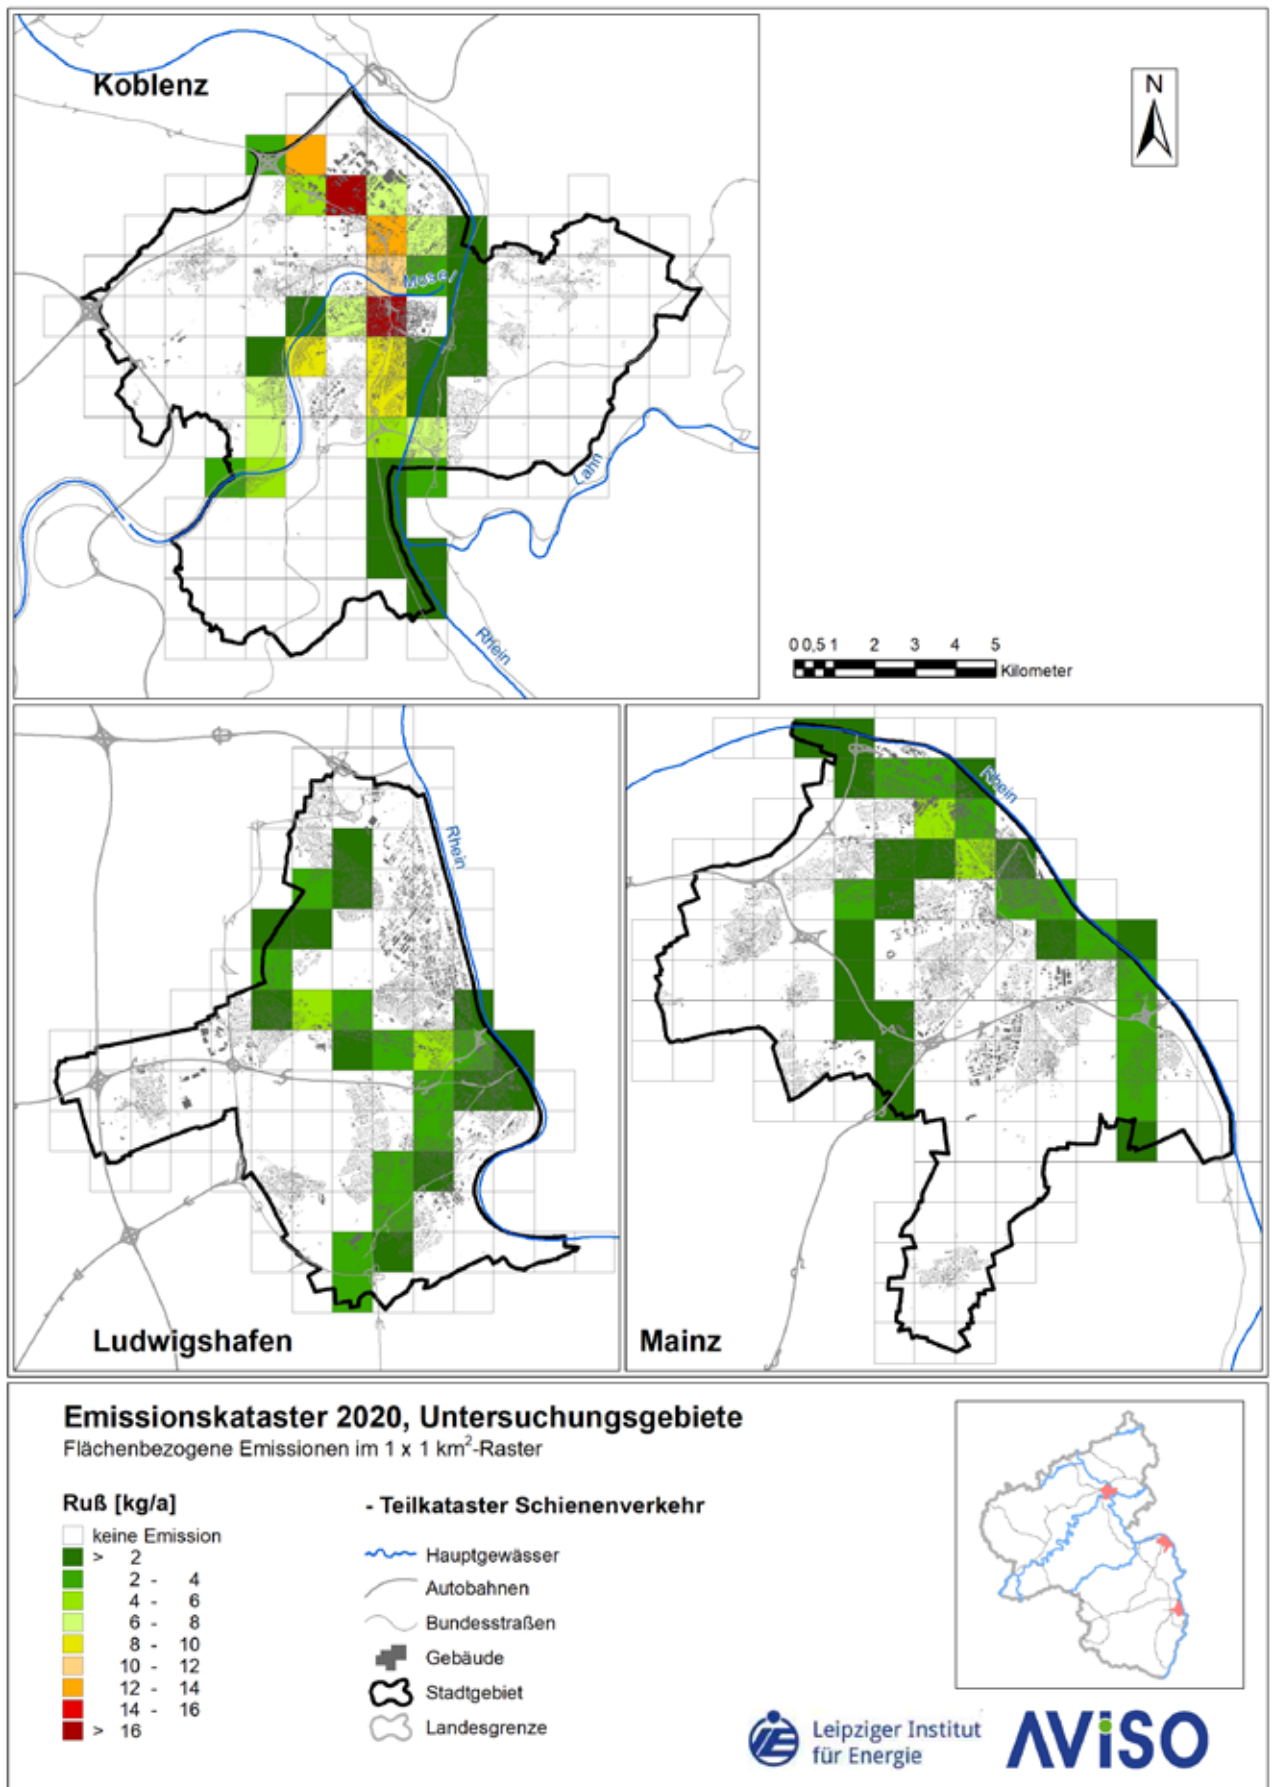 Koblenz
N
Mosel
Lahn
Rhein
0 0,5 1 2 3 4 5
Kilometer
Rhein
Ludwigshafen
Rhein
Mainz
Emissionskataster 2020, Untersuchungsgebiete
Flächenbezogene Emissionen im 1 x 1 km²-Raster
Ruß [kg/a]
keine Emission
> 2
2 - 4
4 - 6
6 - 8
8 - 10
10 - 12
12 - 14
14 - 16
> 16
- Teilkataster Schienenverkehr
Hauptgewässer
Autobahnen
Bundesstraßen
Gebäude
Stadtgebiet
Landesgrenze
Leipziger Institut
für Energie
AViSO